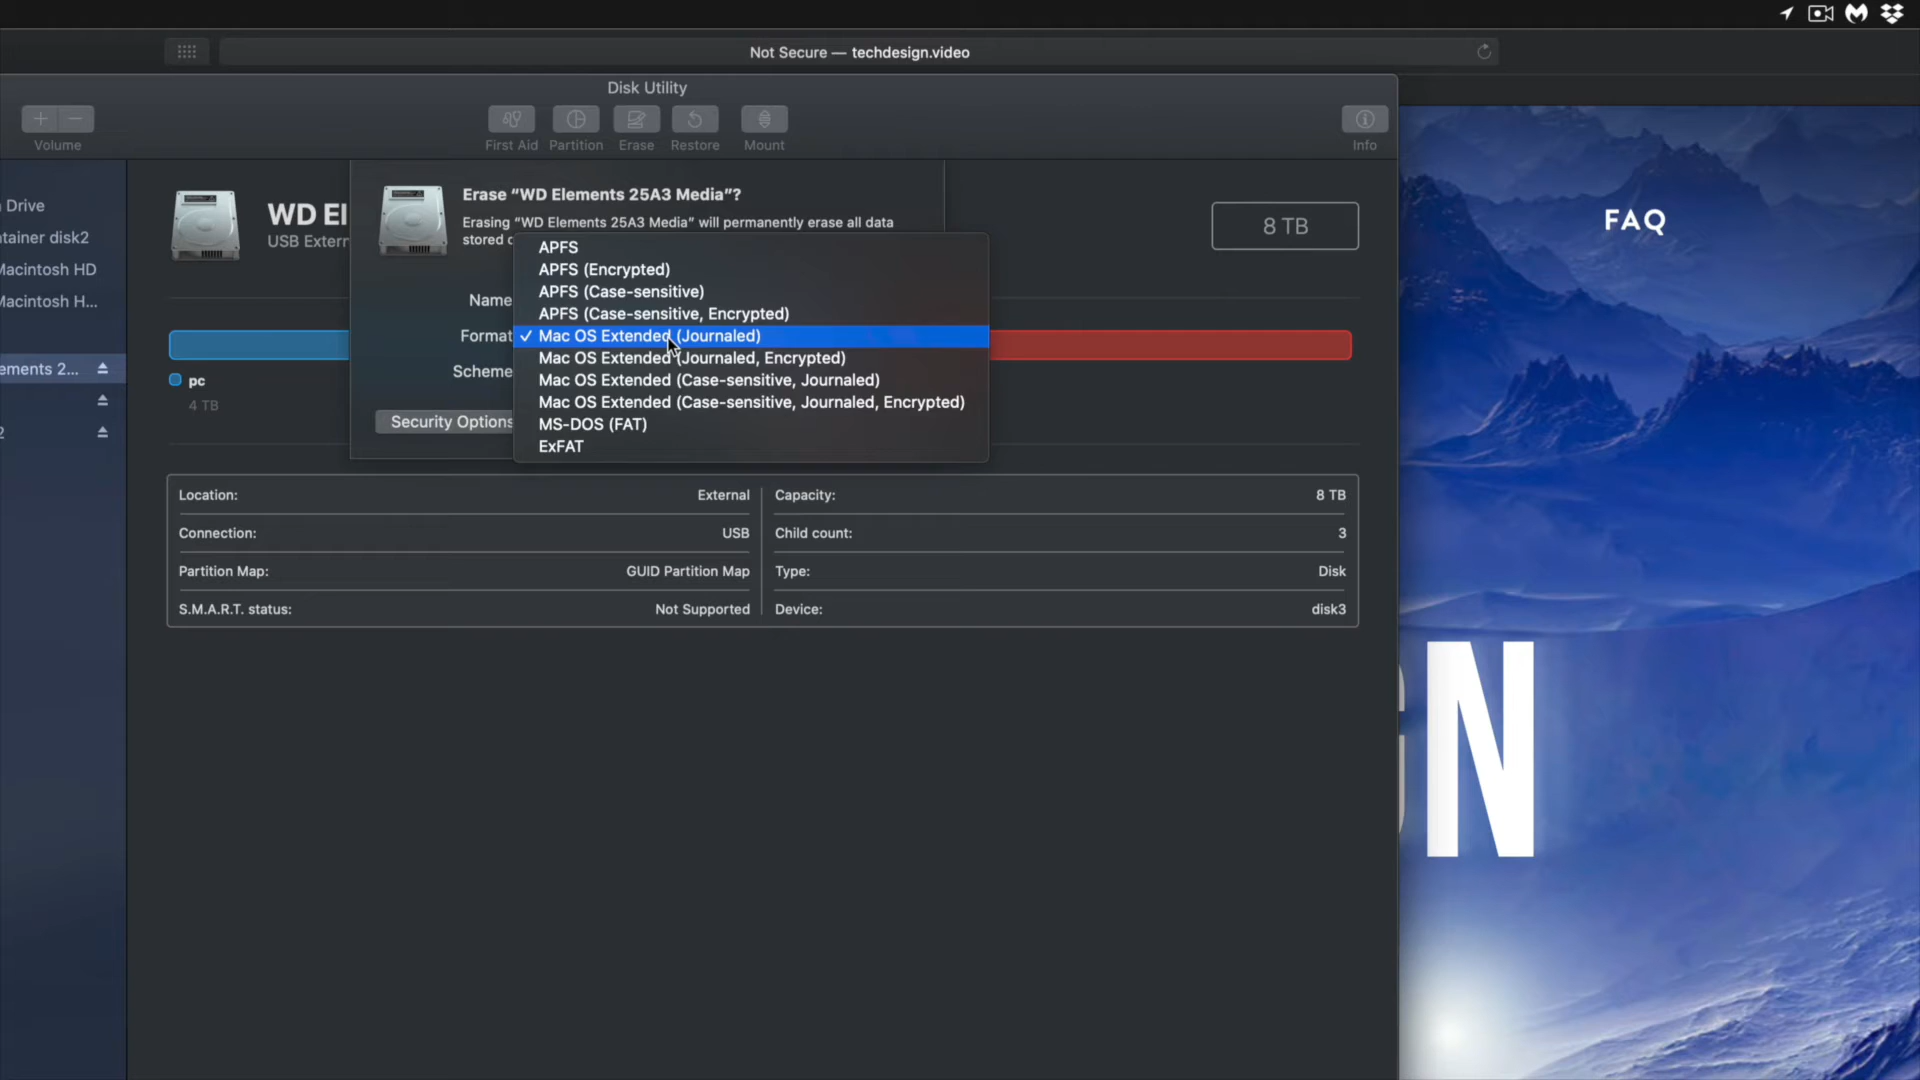 Not Secure — techdesign.video
Disk Utility
Volume
First Aid
Partition
Erase
Restore
Mount
Info
Drive
ntainer disk2
Macintosh HD
Macintosh H...
ements 2...
2
WD El
USB Extern
8 TB
Erase “WD Elements 25A3 Media”?
Erasing “WD Elements 25A3 Media” will permanently erase all data
stored
Name
Format
Scheme
Security Options
APFS
APFS (Encrypted)
APFS (Case-sensitive)
APFS (Case-sensitive, Encrypted)
✓ Mac OS Extended (Journaled)
Mac OS Extended (Journaled, Encrypted)
Mac OS Extended (Case-sensitive, Journaled)
Mac OS Extended (Case-sensitive, Journaled, Encrypted)
MS-DOS (FAT)
ExFAT
pc
4 TB
Location: External
Connection: USB
Partition Map: GUID Partition Map
S.M.A.R.T. status: Not Supported
Capacity: 8 TB
Child count: 3
Type: Disk
Device: disk3
FAQ
GN